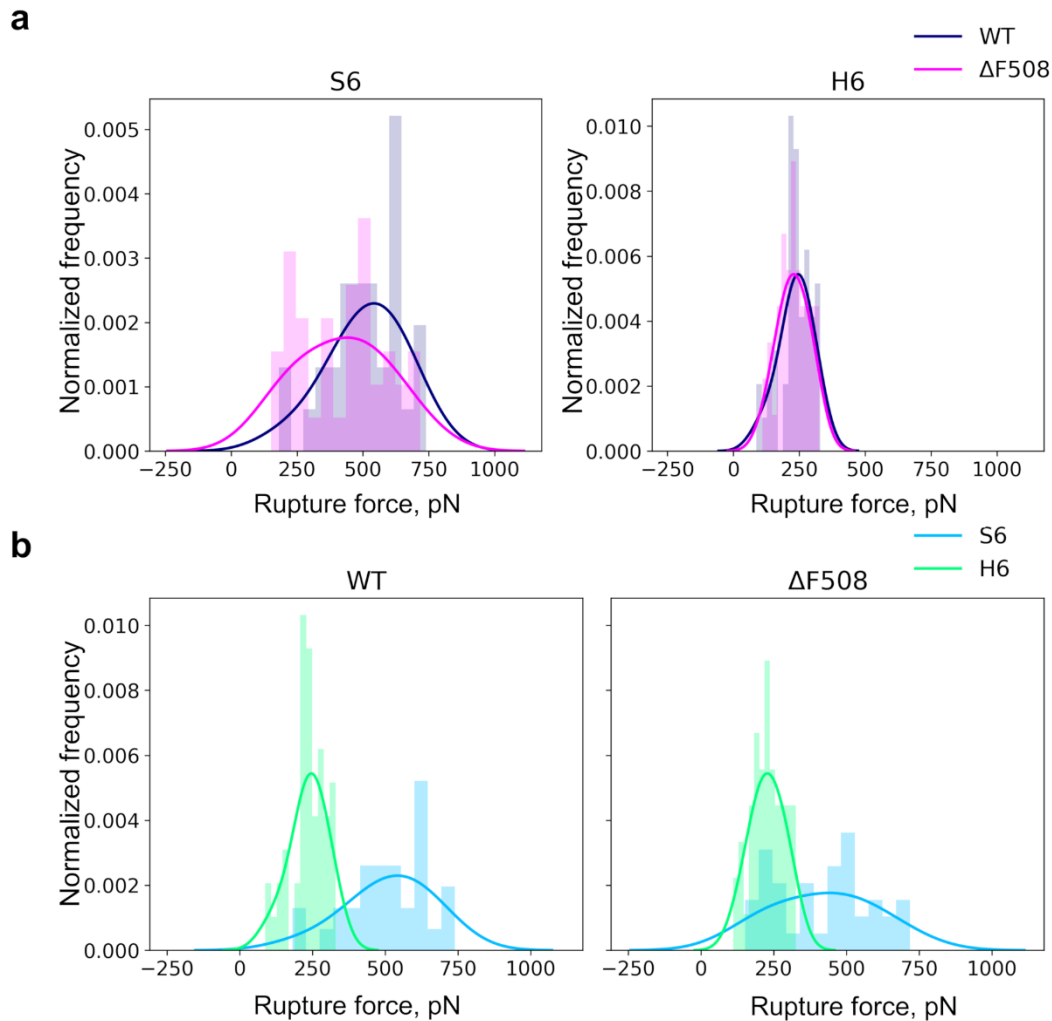 a
WT
ΔF508
S6
H6
Normalized frequency
0.005
0.004
0.003
0.002
0.001
0.000
−250 0 250 500 750 1000
Rupture force, pN
Normalized frequency
0.010
0.008
0.006
0.004
0.002
0.000
−250 0 250 500 750 1000
Rupture force, pN
b
S6
H6
WT
ΔF508
Normalized frequency
0.010
0.008
0.006
0.004
0.002
0.000
−250 0 250 500 750 1000
Rupture force, pN
−250 0 250 500 750 1000
Rupture force, pN